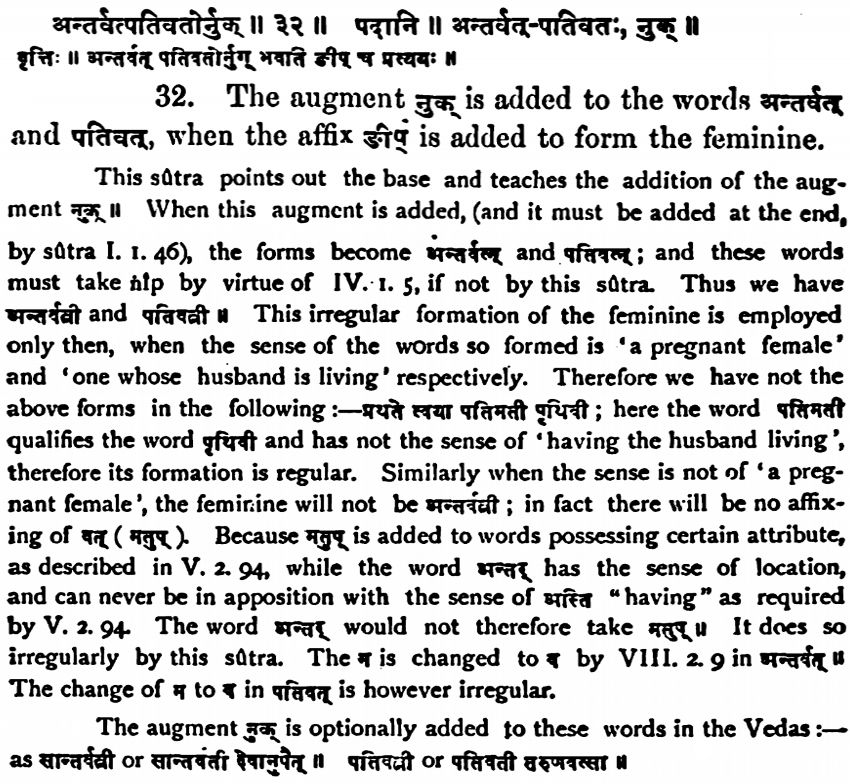 अन्तर्वत्पतिवतोर्नुक् ॥ ३२ ॥ पदानि ॥ अन्तर्वत्-पतिवतः, नुक् ॥
वृत्तिः ॥ अन्तर्वत् पतिवतोर्नुग् भवाति ङीप् च प्रत्ययः ॥
32. The augment नुक् is added to the words अन्तर्वत्
and पतिवत्, when the affix ङीप् is added to form the feminine.
This sûtra points out the base and teaches the addition of the aug-
ment नुक् ॥ When this augment is added, (and it must be added at the end,
by sûtra I. 1. 46), the forms become अन्तर्वत्न् and पतिवत्न् ; and these words
must take ńîp by virtue of IV. 1. 5, if not by this sûtra. Thus we have
अन्तर्वत्नी and पतिवत्नी ॥ This irregular formation of the feminine is employed
only then, when the sense of the words so formed is 'a pregnant female'
and 'one whose husband is living' respectively. Therefore we have not the
above forms in the following :—प्रथते त्वया पतिमती पृथिवी ; here the word पतिमती
qualifies the word पृथिवी and has not the sense of 'having the husband living',
therefore its formation is regular. Similarly when the sense is not of 'a preg-
nant female', the feminine will not be अन्तर्वत्नी ; in fact there will be no affix-
ing of वत् ( मतुप् ). Because मतुप् is added to words possessing certain attribute,
as described in V. 2. 94, while the word अन्तर् has the sense of location,
and can never be in apposition with the sense of अस्ति "having" as required
by V. 2. 94. The word अन्तर् would not therefore take मतुप् ॥ It does so
irregularly by this sûtra. The म is changed to व by VIII. 2. 9 in अन्तर्वत् ॥
The change of म to व in पतिवत् is however irregular.
The augment नुक् is optionally added to these words in the Vedas :—
as सान्तर्वत्नी or सान्तर्वती देवानुपैत् ॥ पतिवत्नी or पतिवती तरुणवत्सा ॥